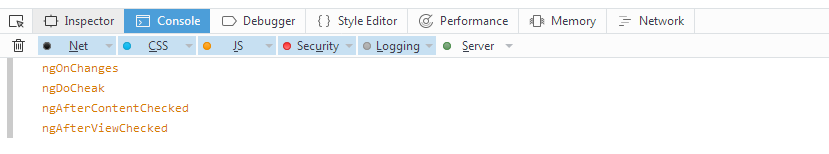 Inspector Console Debugger Style Editor Performance Memory Network
Net CSS JS Security Logging Server
ngOnChanges
ngDoCheak
ngAfterContentChecked
ngAfterViewChecked